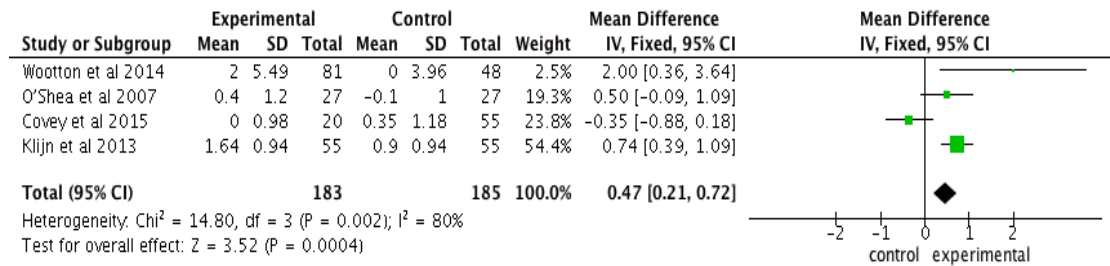 Experimental Control Mean Difference Mean Difference
Study or Subgroup Mean SD Total Mean SD Total Weight IV, Fixed, 95% CI IV, Fixed, 95% CI
Wootton et al 2014 2 5.49 81 0 3.96 48 2.5% 2.00 [0.36, 3.64]
O'Shea et al 2007 0.4 1.2 27 -0.1 1 27 19.3% 0.50 [-0.09, 1.09]
Covey et al 2015 0 0.98 20 0.35 1.18 55 23.8% -0.35 [-0.88, 0.18]
Klijn et al 2013 1.64 0.94 55 0.9 0.94 55 54.4% 0.74 [0.39, 1.09]
Total (95% CI) 183 185 100.0% 0.47 [0.21, 0.72]
Heterogeneity: Chi² = 14.80, df = 3 (P = 0.002); I² = 80%
Test for overall effect: Z = 3.52 (P = 0.0004)
-2 -1 0 1 2
control experimental